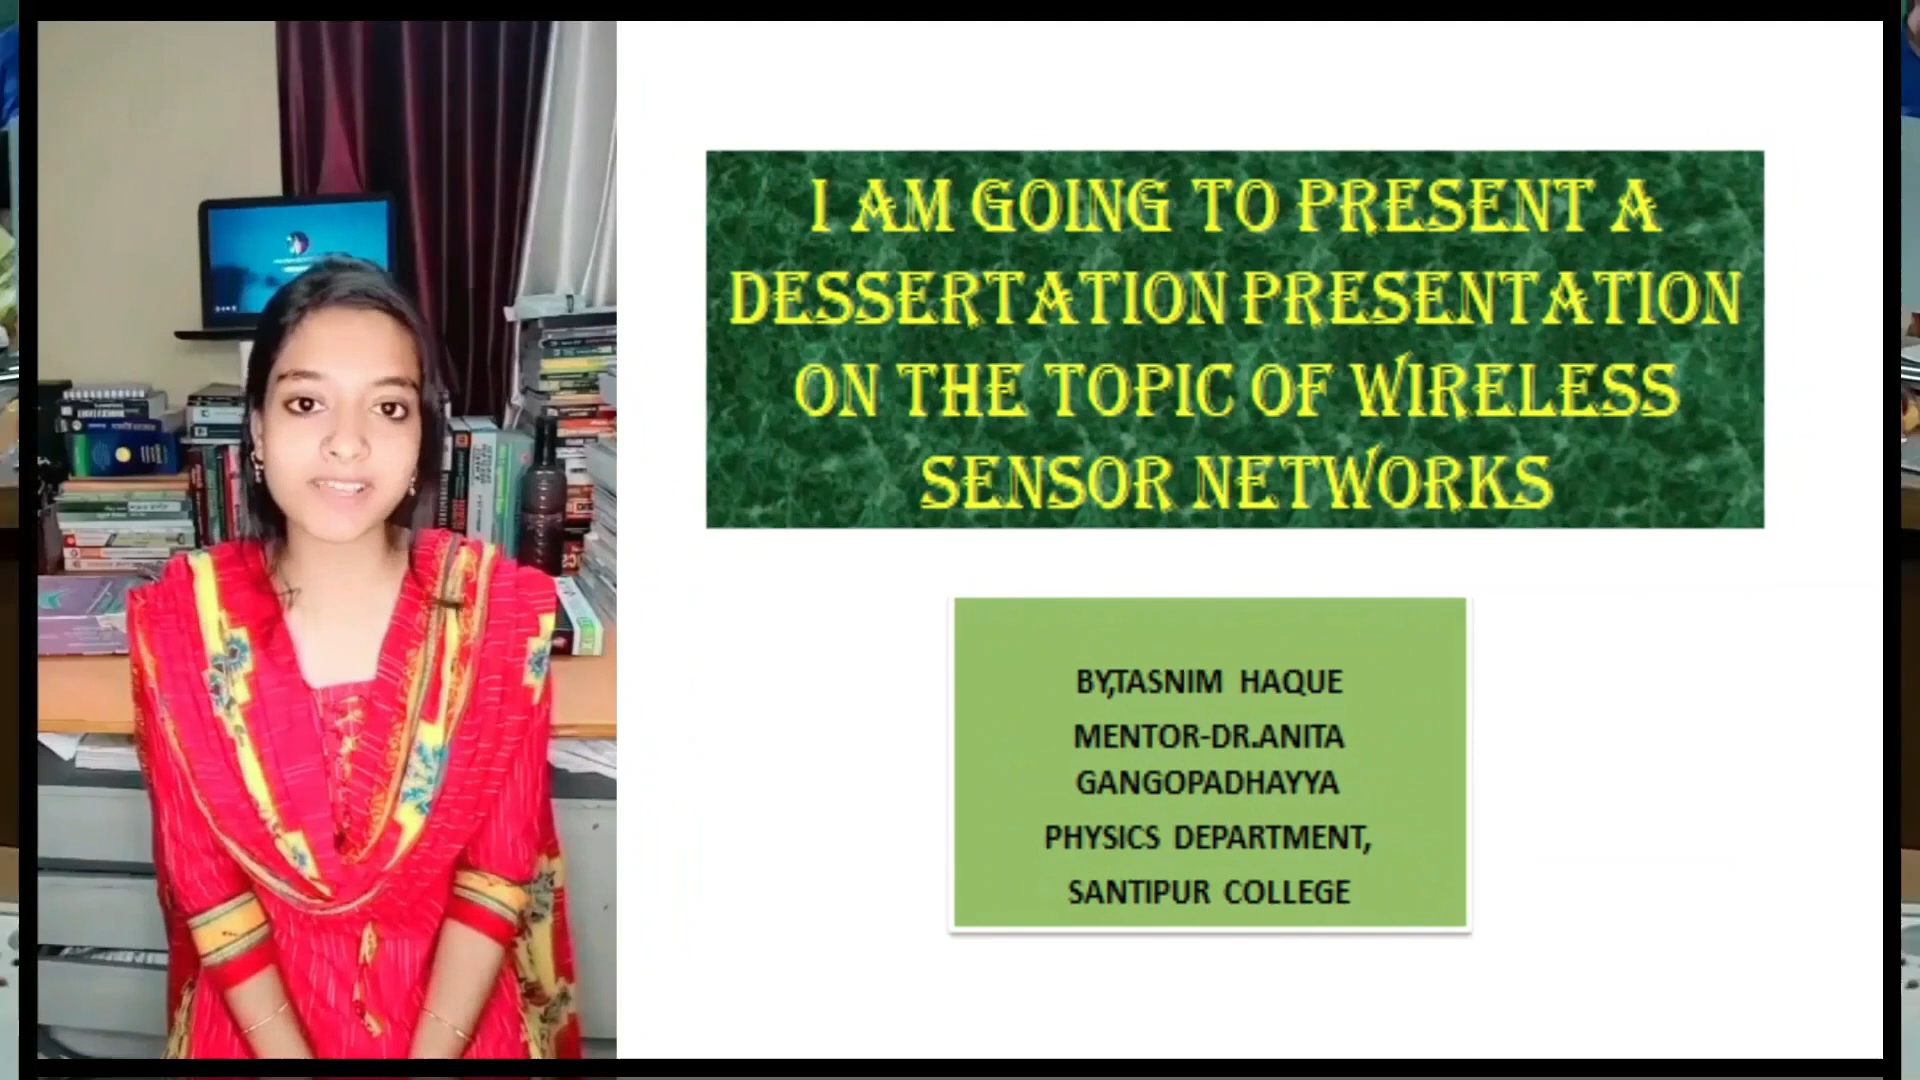 I AM GOING TO PRESENT A
DESSERTATION PRESENTATION
ON THE TOPIC OF WIRELESS
SENSOR NETWORKS
BY,TASNIM HAQUE
MENTOR-DR.ANITA
GANGOPADHAYYA
PHYSICS DEPARTMENT,
SANTIPUR COLLEGE